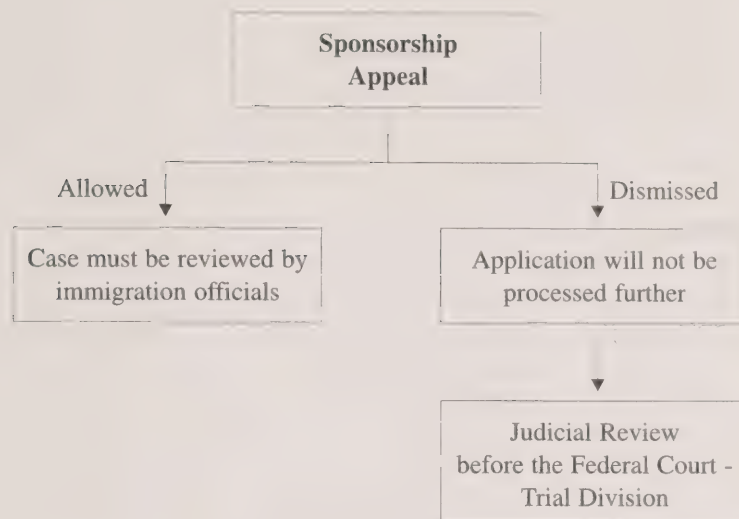 Sponsorship
Appeal
Allowed
Dismissed
Case must be reviewed by
immigration officials
Application will not be
processed further
Judicial Review
before the Federal Court -
Trial Division